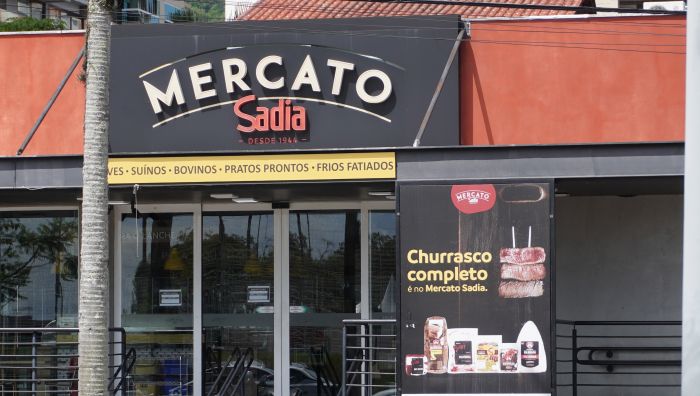 MERCATO
Sadia
- DESDE 1944 -
VES • SUÍNOS • BOVINOS • PRATOS PRONTOS • FRIOS FATIADOS
MERCATO
Churrasco
completo
é no Mercato Sadia.